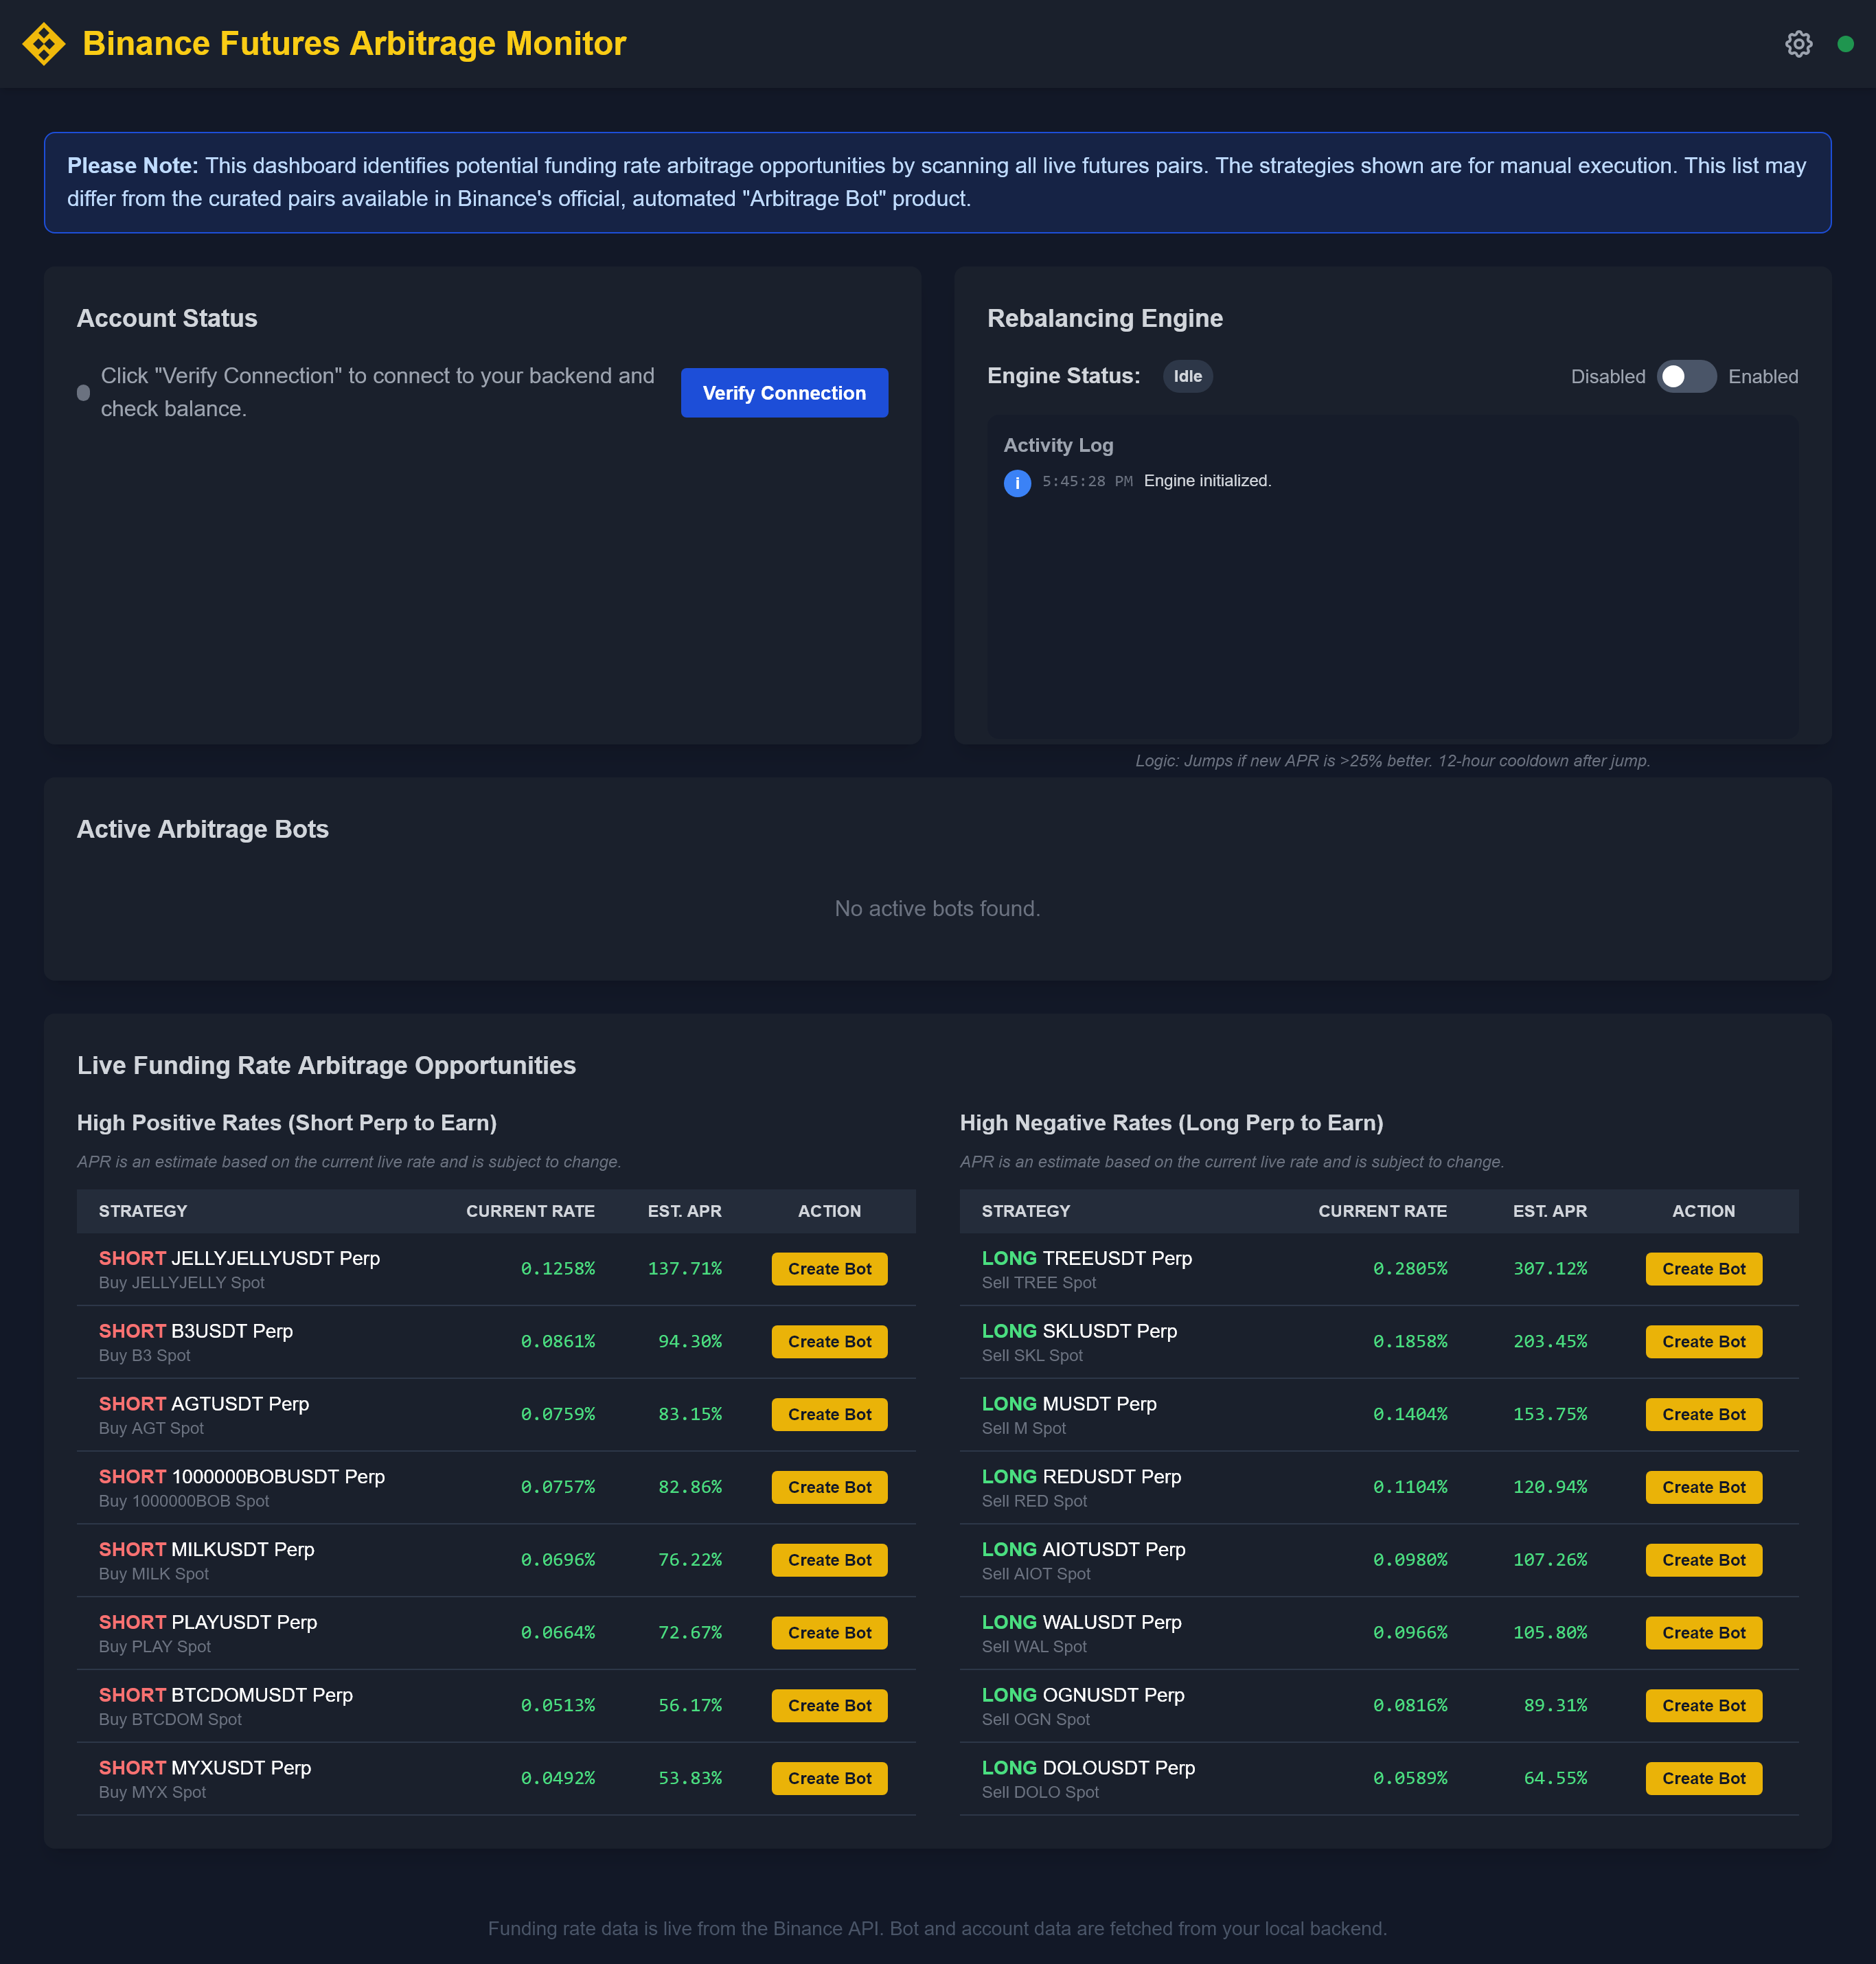 Binance Futures Arbitrage Monitor
Please Note: This dashboard identifies potential funding rate arbitrage opportunities by scanning all live futures pairs. The strategies shown are for manual execution. This list may
differ from the curated pairs available in Binance's official, automated "Arbitrage Bot" product.
Account Status
Click "Verify Connection" to connect to your backend and
check balance.
Verify Connection
Rebalancing Engine
Engine Status: Idle
Disabled Enabled
Activity Log
i 5:45:28 PM Engine initialized.
Logic: Jumps if new APR is >25% better. 12-hour cooldown after jump.
Active Arbitrage Bots
No active bots found.
Live Funding Rate Arbitrage Opportunities
High Positive Rates (Short Perp to Earn)
APR is an estimate based on the current live rate and is subject to change.
STRATEGY CURRENT RATE EST. APR ACTION
SHORT JELLYJELLYUSDT Perp 0.1258% 137.71% Create Bot
Buy JELLYJELLY Spot
SHORT B3USDT Perp 0.0861% 94.30% Create Bot
Buy B3 Spot
SHORT AGTUSDT Perp 0.0759% 83.15% Create Bot
Buy AGT Spot
SHORT 1000000BOBUSDT Perp 0.0757% 82.86% Create Bot
Buy 1000000BOB Spot
SHORT MILKUSDT Perp 0.0696% 76.22% Create Bot
Buy MILK Spot
SHORT PLAYUSDT Perp 0.0664% 72.67% Create Bot
Buy PLAY Spot
SHORT BTCDOMUSDT Perp 0.0513% 56.17% Create Bot
Buy BTCDOM Spot
SHORT MYXUSDT Perp 0.0492% 53.83% Create Bot
Buy MYX Spot
High Negative Rates (Long Perp to Earn)
APR is an estimate based on the current live rate and is subject to change.
STRATEGY CURRENT RATE EST. APR ACTION
LONG TREEUSDT Perp 0.2805% 307.12% Create Bot
Sell TREE Spot
LONG SKLUSDT Perp 0.1858% 203.45% Create Bot
Sell SKL Spot
LONG MUSDT Perp 0.1404% 153.75% Create Bot
Sell M Spot
LONG REDUSDT Perp 0.1104% 120.94% Create Bot
Sell RED Spot
LONG AIOTUSDT Perp 0.0980% 107.26% Create Bot
Sell AIOT Spot
LONG WALUSDT Perp 0.0966% 105.80% Create Bot
Sell WAL Spot
LONG OGNUSDT Perp 0.0816% 89.31% Create Bot
Sell OGN Spot
LONG DOLOUSDT Perp 0.0589% 64.55% Create Bot
Sell DOLO Spot
Funding rate data is live from the Binance API. Bot and account data are fetched from your local backend.